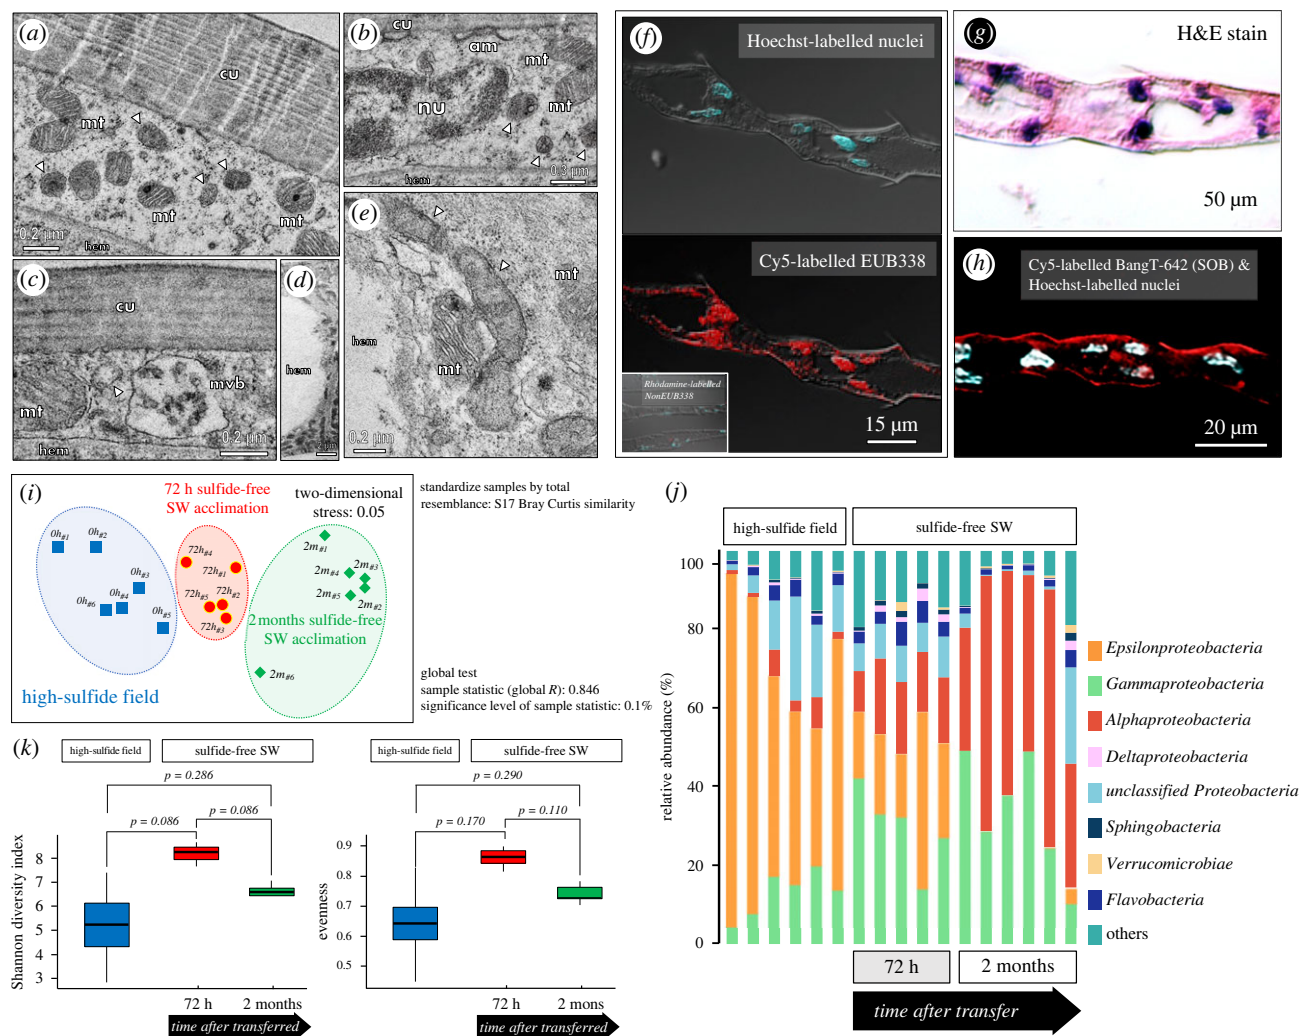 (a)
cu
mt
mt
mt
0.2 µm
hem
(b)
cu
am
mt
nu
mt
0.3 µm
hem
(c)
cu
mt
mvb
hem
0.2 µm
(d)
hem
(e)
mt
hem
mt
0.2 µm
(f)
Hoechst-labelled nuclei
Cy5-labelled EUB338
Rhodamine-labelled
NonEUB338
15 µm
(g)
H&E stain
50 µm
(h)
Cy5-labelled BangT-642 (SOB) &
Hoechst-labelled nuclei
20 µm
(i)
72 h sulfide-free
SW acclimation
two-dimensional
stress: 0.05
standardize samples by total
resemblance: S17 Bray Curtis similarity
0h#1
0h#2
0h#3
0h#4
0h#6
0h#5
72h#4
72h#1
72h#5
72h#2
72h#3
2m#1
2m#4
2m#3
2m#5
2m#2
2 months sulfide-free
SW acclimation
2m#6
high-sulfide field
global test
sample statistic (global R): 0.846
significance level of sample statistic: 0.1%
(j)
high-sulfide field
sulfide-free SW
relative abundance (%)
100
80
60
40
20
0
72 h
2 months
time after transfer
Epsilonproteobacteria
Gammaproteobacteria
Alphaproteobacteria
Deltaproteobacteria
unclassified Proteobacteria
Sphingobacteria
Verrucomicrobiae
Flavobacteria
others
(k)
high-sulfide field
sulfide-free SW
p = 0.286
p = 0.086
p = 0.086
Shannon diversity index
8
7
6
5
4
3
72 h
2 months
time after transferred
high-sulfide field
sulfide-free SW
p = 0.290
p = 0.170
p = 0.110
evenness
0.9
0.8
0.7
0.6
0.5
72 h
2 mons
time after transferred